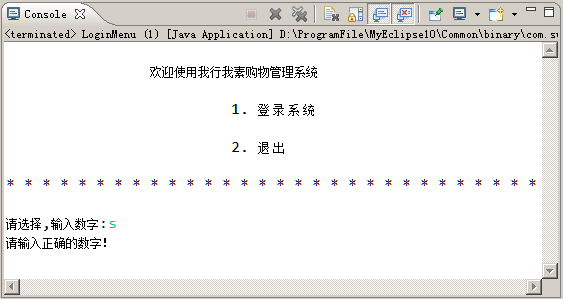 Console
<terminated> LoginMenu (1) [Java Application] D:\ProgramFile\MyEclipse10\Common\binary\com.sw
欢迎使用我行我素购物管理系统
1. 登录系统
2. 退出
* * * * * * * * * * * * * * * * * * * * * * * * * * * * * *
请选择,输入数字:s
请输入正确的数字!